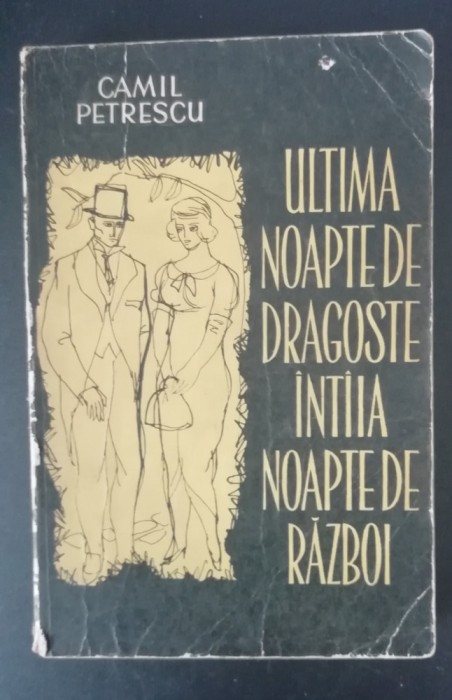 CAMIL
PETRESCU
ULTIMA
NOAPTE DE
DRAGOSTE
ÎNTÎIA
NOAPTE DE
RĂZBOI